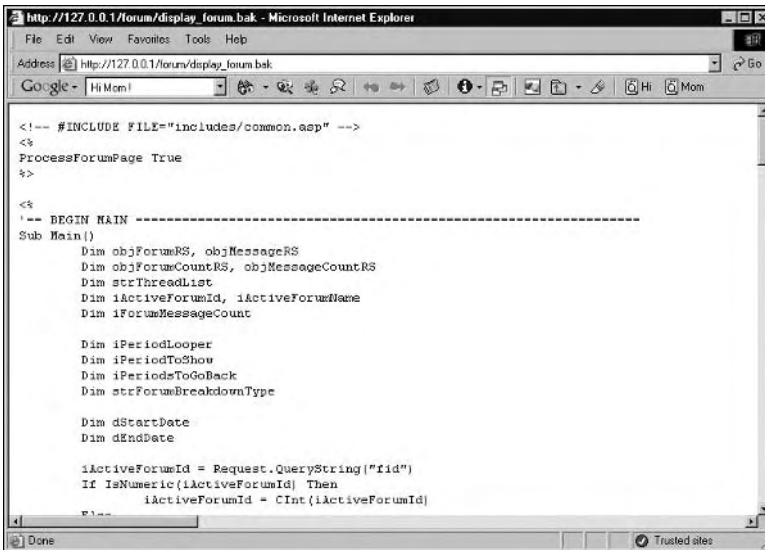 http://127.0.0.1/forum/display_forum.bak - Microsoft Internet Explorer
File Edit View Favorites Tools Help
Address http://127.0.0.1/forum/display_forum.bak Go
Google - Hi Mom! Hi Mom
<!-- #INCLUDE FILE="includes/common.asp" -->
<%
ProcessForumPage True
%>
<%
'-- BEGIN MAIN ------------------------------------------------------------------
Sub Main()
Dim objForumRS, objMessageRS
Dim objForumCountRS, objMessageCountRS
Dim strThreadList
Dim iActiveForumId, iActiveForumName
Dim iForumMessageCount
Dim iPeriodLooper
Dim iPeriodToShow
Dim iPeriodsToGoBack
Dim strForumBreakdownType
Dim dStartDate
Dim dEndDate
iActiveForumId = Request.QueryString("fid")
If IsNumeric(iActiveForumId) Then
iActiveForumId = CInt(iActiveForumId)
Else
Done Trusted sites